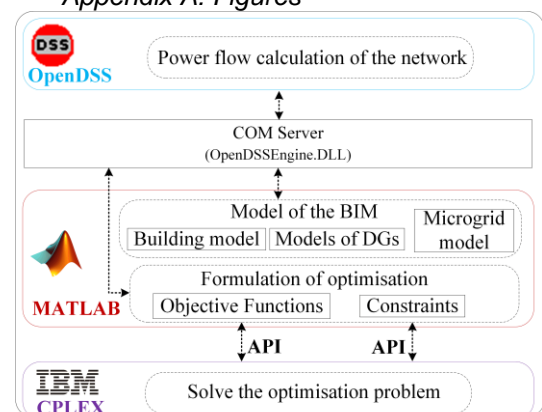 Appendix A: Figures
DSS
OpenDSS
Power flow calculation of the network
COM Server
(OpenDSSEngine.DLL)
Model of the BIM
Building model
Models of DGs
Microgrid
model
MATLAB
Formulation of optimisation
Objective Functions
Constraints
API
API
IBM
CPLEX
Solve the optimisation problem